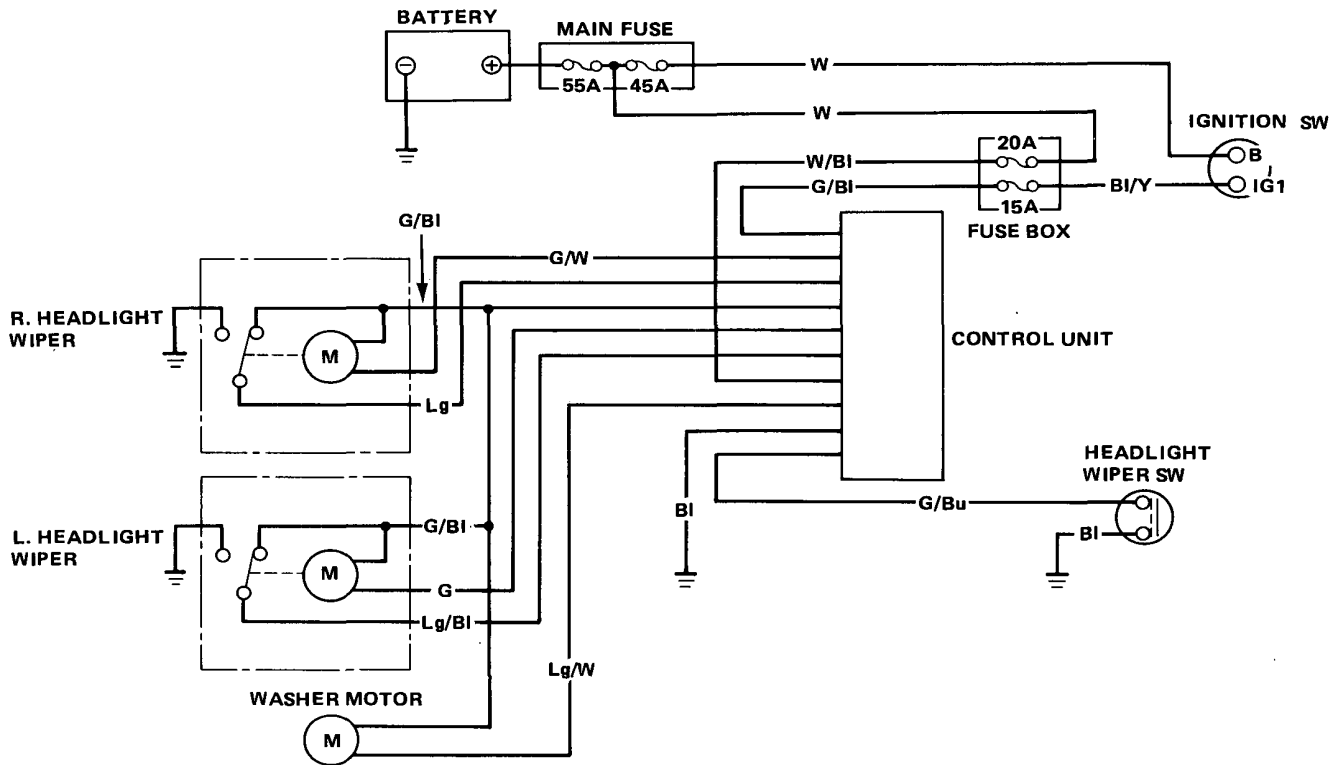 BATTERY
MAIN FUSE
55A
45A
W
W
IGNITION SW
B
IG1
20A
W/Bl
G/Bl
Bl/Y
15A
FUSE BOX
G/Bl
G/W
R. HEADLIGHT
WIPER
M
Lg
CONTROL UNIT
HEADLIGHT
WIPER SW
G/Bu
Bl
Bl
L. HEADLIGHT
WIPER
G/Bl
M
G
Lg/Bl
Lg/W
WASHER MOTOR
M